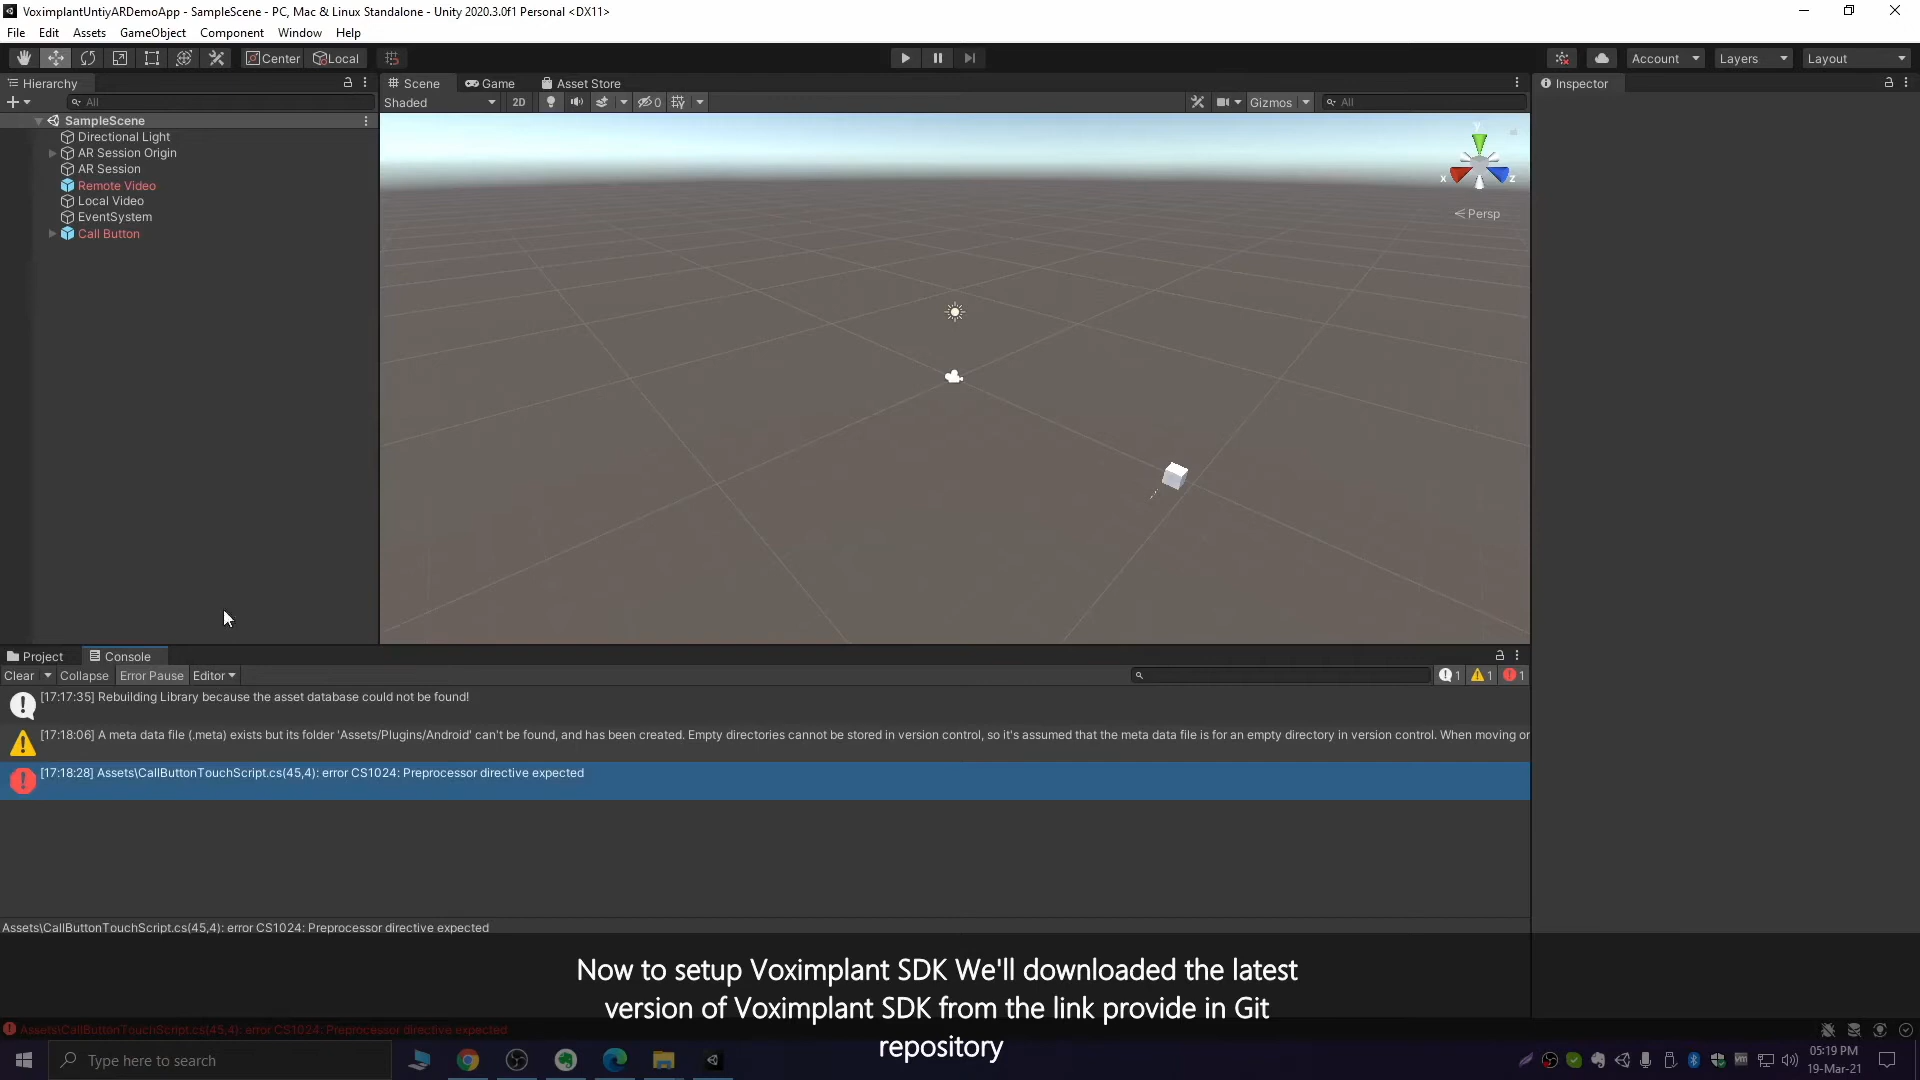 VoximplantUntiyARDemoApp - SampleScene - PC, Mac & Linux Standalone - Unity 2020.3.0f1 Personal <DX11>
File Edit Assets GameObject Component Window Help
Center Local Account Layers Layout
Hierarchy Scene Game Asset Store Inspector
All Shaded 2D 0 Gizmos All
SampleScene
Directional Light
AR Session Origin
AR Session
Remote Video
Local Video
EventSystem
Call Button
y
x z
Persp
Project Console
Clear Collapse Error Pause Editor 1 1 1
[17:17:35] Rebuilding Library because the asset database could not be found!
[17:18:06] A meta data file (.meta) exists but its folder 'Assets/Plugins/Android' can't be found, and has been created. Empty directories cannot be stored in version control, so it's assumed that the meta data file is for an empty directory in version control. When moving or
[17:18:28] Assets\CallButtonTouchScript.cs(45,4): error CS1024: Preprocessor directive expected
Assets\CallButtonTouchScript.cs(45,4): error CS1024: Preprocessor directive expected
Now to setup Voximplant SDK We'll downloaded the latest
version of Voximplant SDK from the link provide in Git
repository
Assets\CallButtonTouchScript.cs(45,4): error CS1024: Preprocessor directive expected
Type here to search
05:19 PM
19-Mar-21